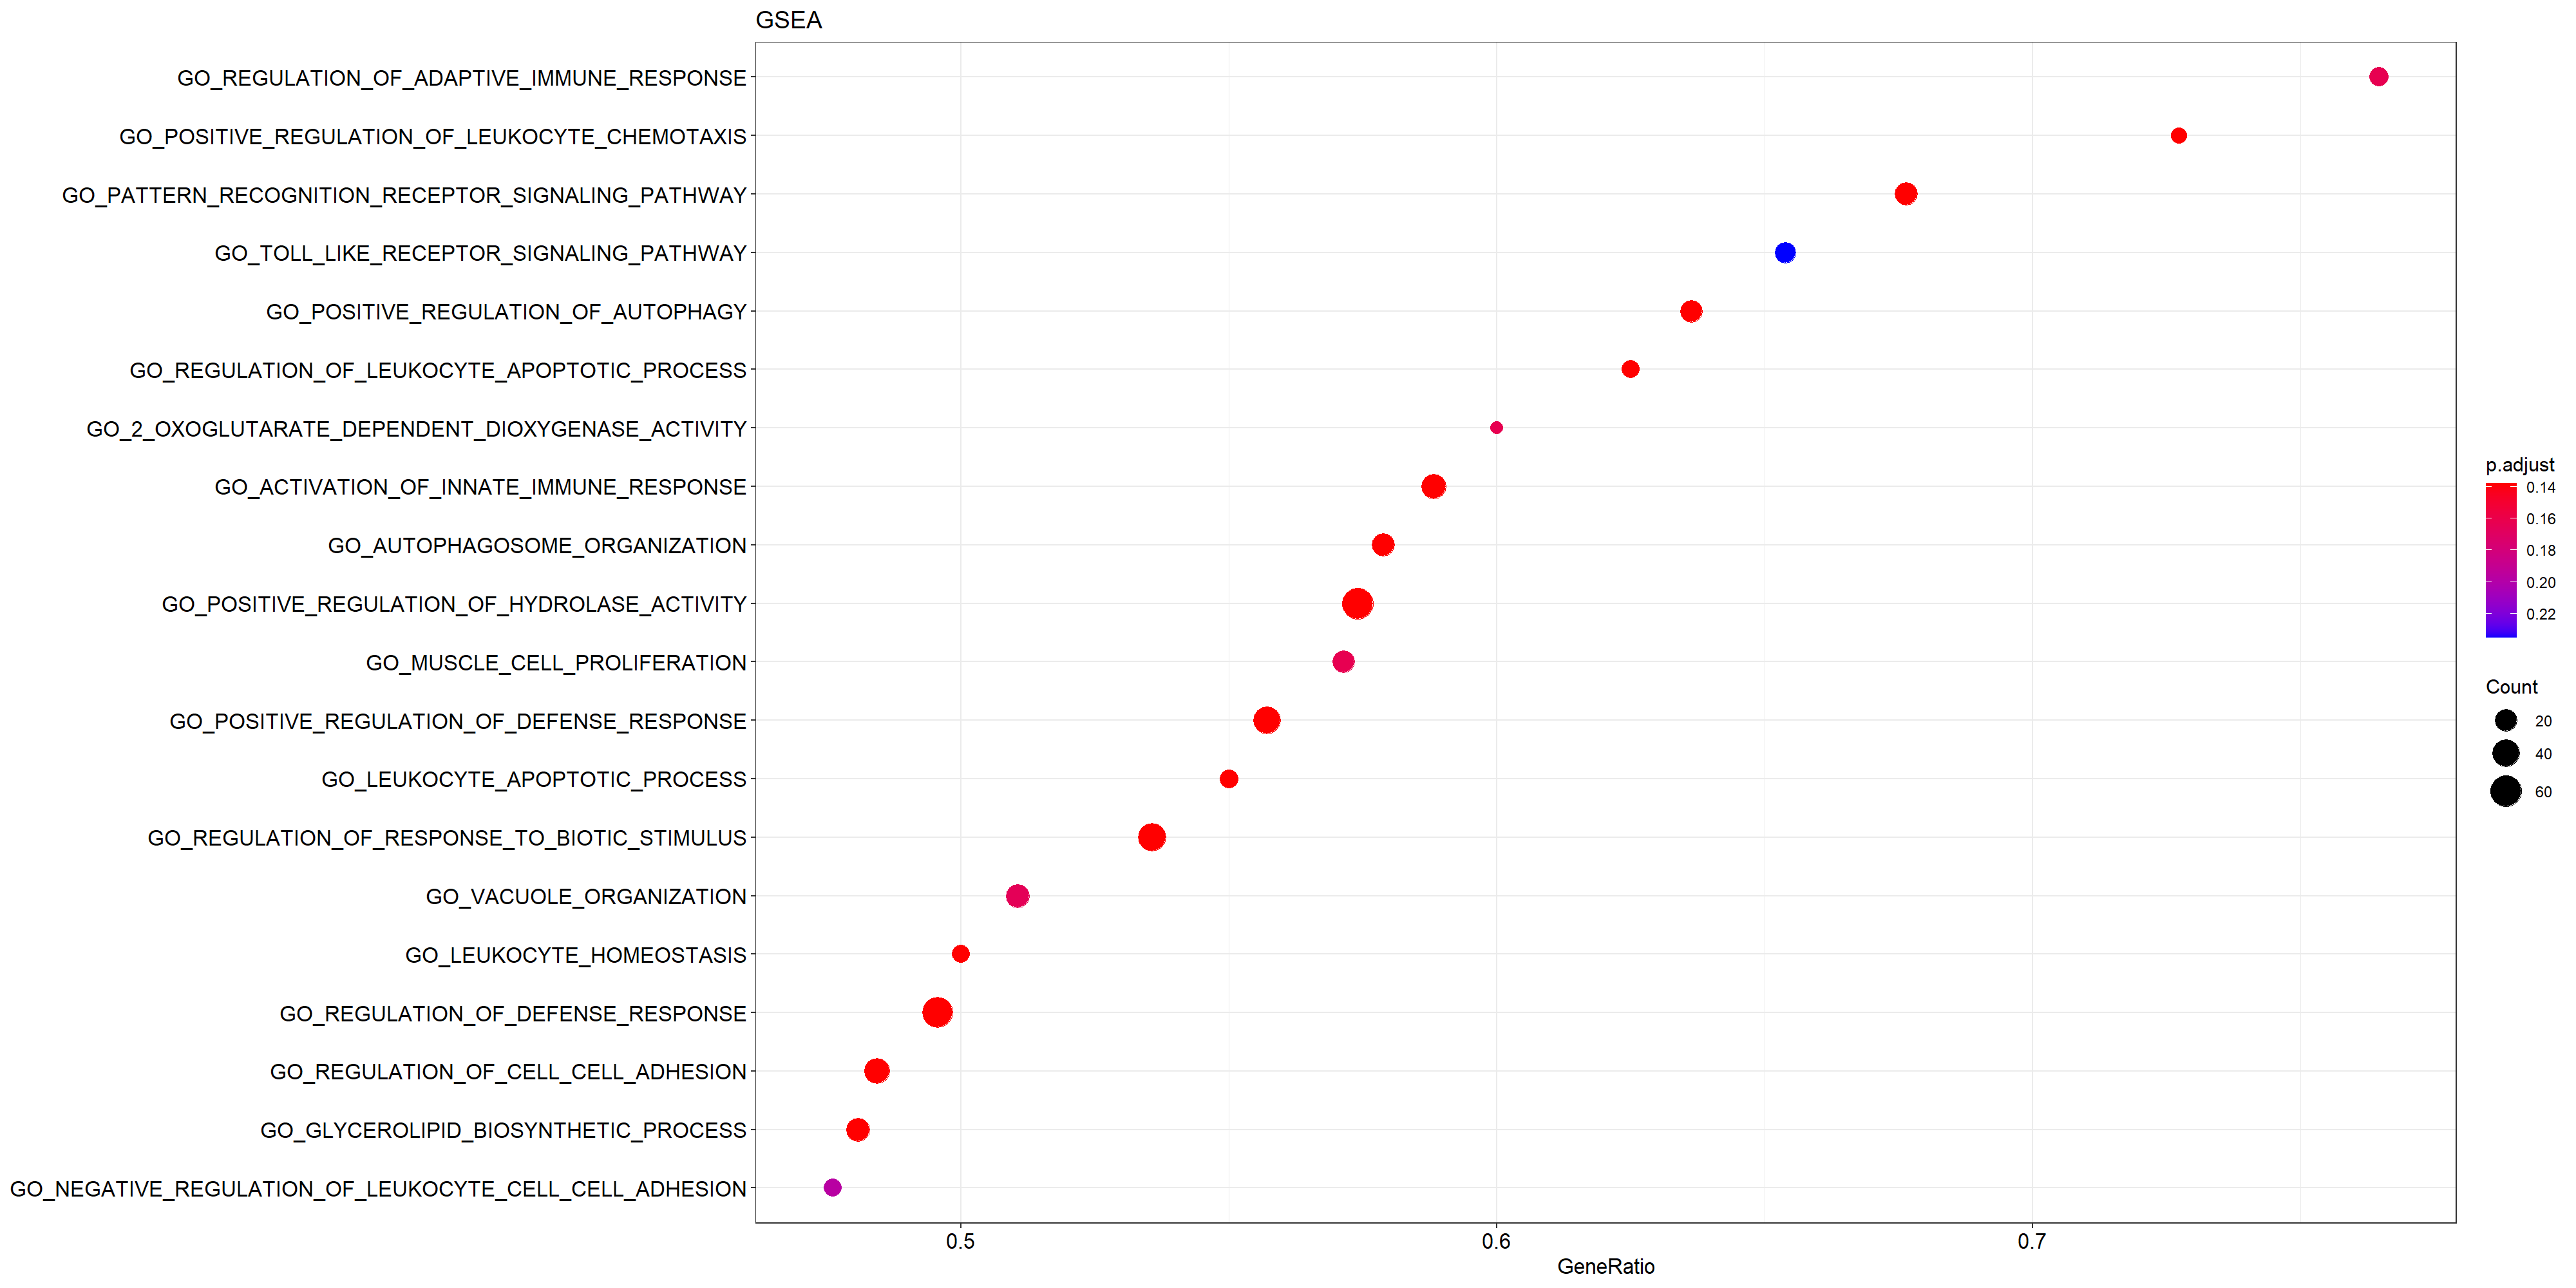 GSEA
GO_REGULATION_OF_ADAPTIVE_IMMUNE_RESPONSE
GO_POSITIVE_REGULATION_OF_LEUKOCYTE_CHEMOTAXIS
GO_PATTERN_RECOGNITION_RECEPTOR_SIGNALING_PATHWAY
GO_TOLL_LIKE_RECEPTOR_SIGNALING_PATHWAY
GO_POSITIVE_REGULATION_OF_AUTOPHAGY
GO_REGULATION_OF_LEUKOCYTE_APOPTOTIC_PROCESS
GO_2_OXOGLUTARATE_DEPENDENT_DIOXYGENASE_ACTIVITY
GO_ACTIVATION_OF_INNATE_IMMUNE_RESPONSE
GO_AUTOPHAGOSOME_ORGANIZATION
GO_POSITIVE_REGULATION_OF_HYDROLASE_ACTIVITY
GO_MUSCLE_CELL_PROLIFERATION
GO_POSITIVE_REGULATION_OF_DEFENSE_RESPONSE
GO_LEUKOCYTE_APOPTOTIC_PROCESS
GO_REGULATION_OF_RESPONSE_TO_BIOTIC_STIMULUS
GO_VACUOLE_ORGANIZATION
GO_LEUKOCYTE_HOMEOSTASIS
GO_REGULATION_OF_DEFENSE_RESPONSE
GO_REGULATION_OF_CELL_CELL_ADHESION
GO_GLYCEROLIPID_BIOSYNTHETIC_PROCESS
GO_NEGATIVE_REGULATION_OF_LEUKOCYTE_CELL_CELL_ADHESION
0.5 0.6 0.7
GeneRatio
p.adjust
0.14
0.16
0.18
0.20
0.22
Count
20
40
60